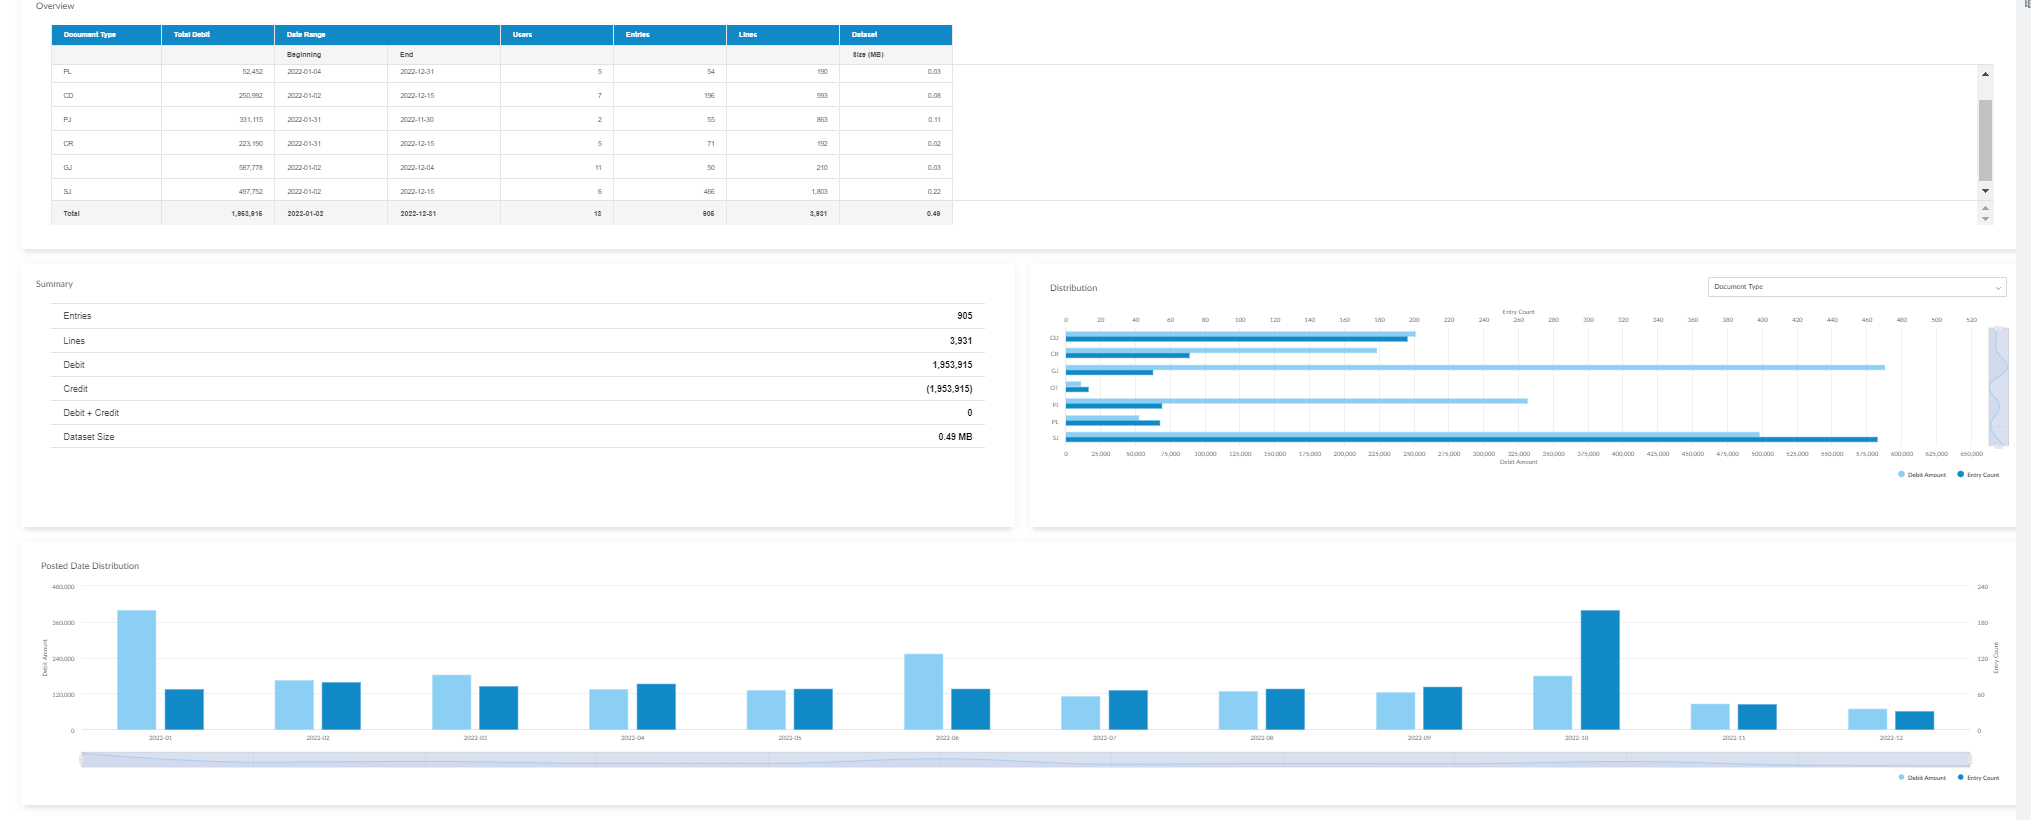 Overview
Document Type Total Debit Date Range Users Entries Lines Dataset
Beginning End Size (MB)
PL 52,452 2022-01-04 2022-12-31 5 54 190 0.03
CD 250,992 2022-01-02 2022-12-15 7 196 593 0.08
PJ 331,115 2022-01-31 2022-11-30 2 55 863 0.11
CR 223,190 2022-01-31 2022-12-15 5 71 192 0.02
GJ 587,778 2022-01-02 2022-12-04 11 50 210 0.03
SJ 497,752 2022-01-02 2022-12-15 6 466 1,803 0.22
Total 1,953,915 2022-01-02 2022-12-31 13 905 3,931 0.49
Summary
Entries 905
Lines 3,931
Debit 1,953,915
Credit (1,953,915)
Debit + Credit 0
Dataset Size 0.49 MB
Distribution
Document Type
Entry Count
0 20 40 60 80 100 120 140 160 180 200 220 240 260 280 300 320 340 360 380 400 420 440 460 480 500 520
CD
CR
GJ
OT
PJ
PL
SJ
0 25,000 50,000 75,000 100,000 125,000 150,000 175,000 200,000 225,000 250,000 275,000 300,000 325,000 350,000 375,000 400,000 425,000 450,000 475,000 500,000 525,000 550,000 575,000 600,000 625,000 650,000
Debit Amount
Debit Amount Entry Count
Posted Date Distribution
480,000 240
360,000 180
240,000 120
120,000 60
0 0
Debit Amount
Entry Count
2022-01 2022-02 2022-03 2022-04 2022-05 2022-06 2022-07 2022-08 2022-09 2022-10 2022-11 2022-12
Debit Amount Entry Count